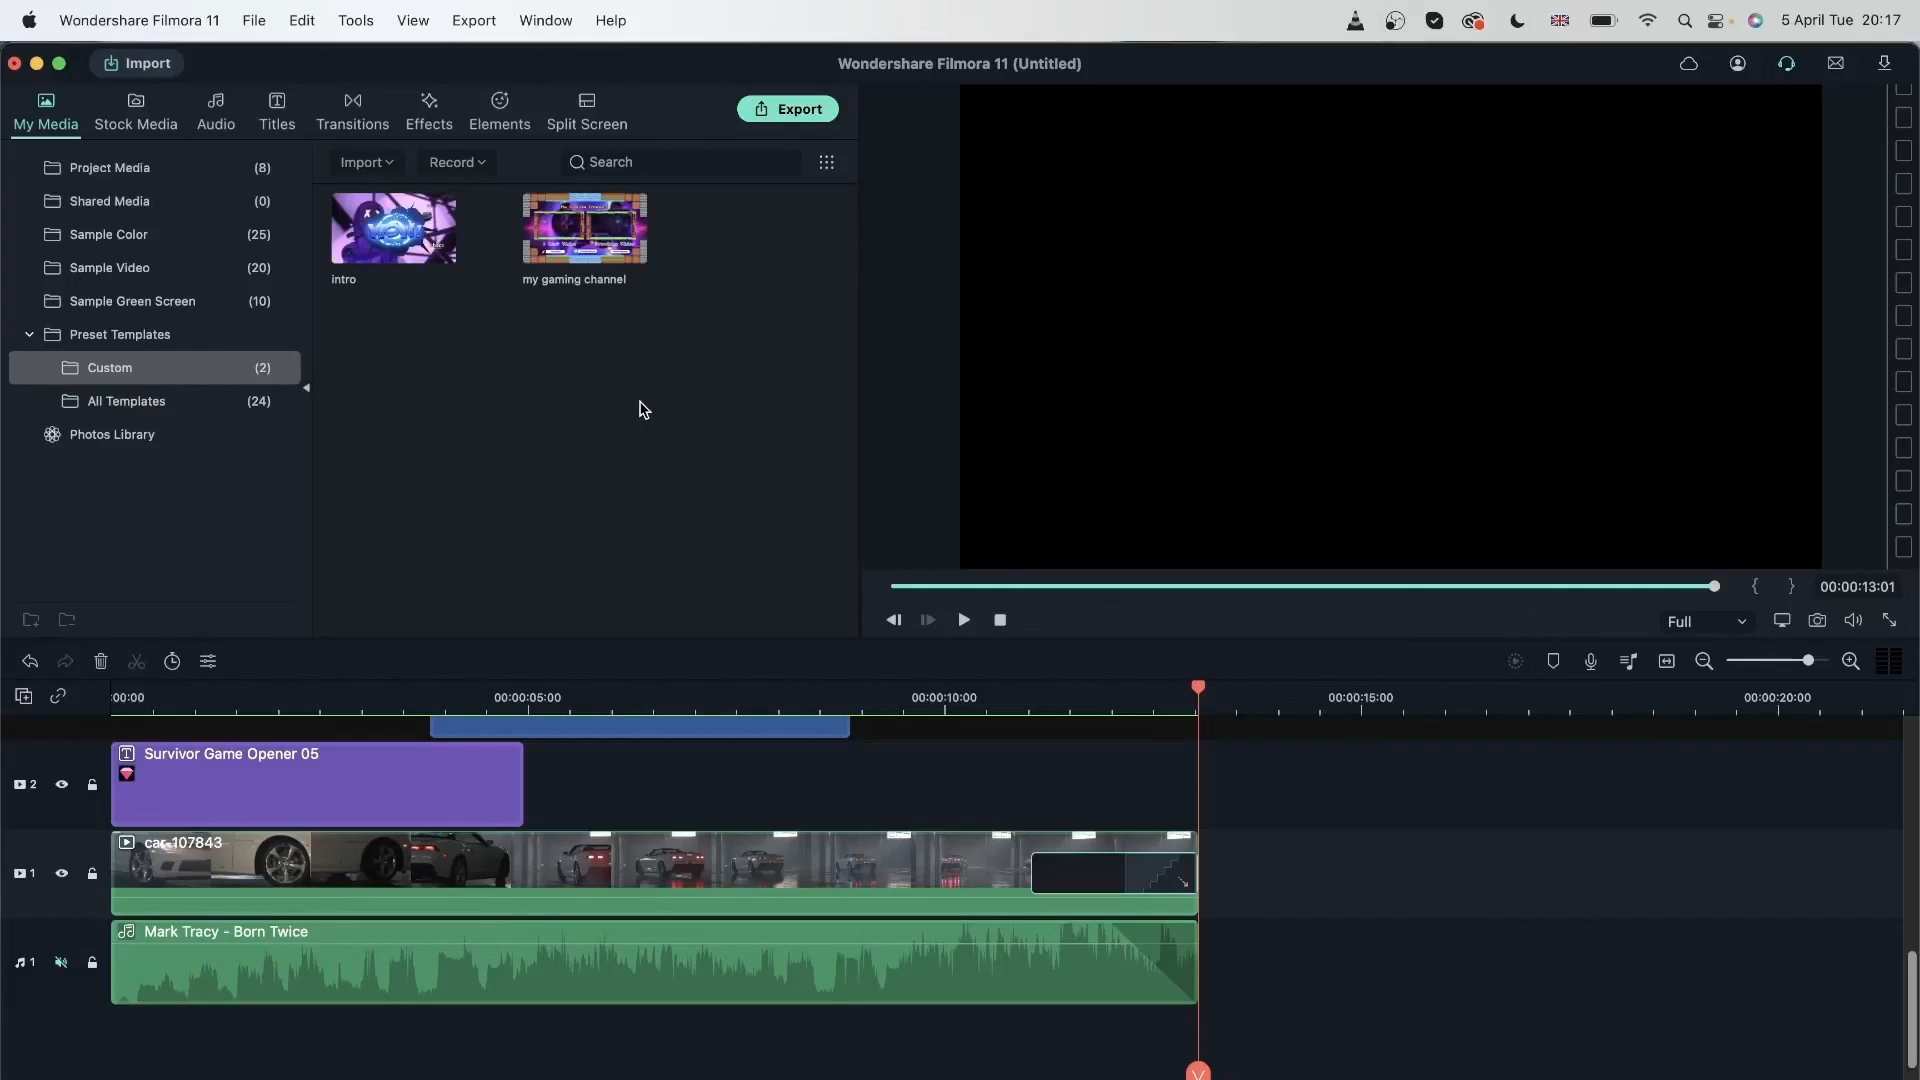 Wondershare Filmora 11 File Edit Tools View Export Window Help 5 April Tue 20:17
Import Wondershare Filmora 11 (Untitled)
My Media Stock Media Audio Titles Transitions Effects Elements Split Screen Export
Import Record Search
Project Media (8)
Shared Media (0)
Sample Color (25)
Sample Video (20)
Sample Green Screen (10)
Preset Templates
Custom (2)
All Templates (24)
Photos Library
WOW!
intro my gaming channel
{ } 00:00:13:01
Full
:00:00 00:00:05:00 00:00:10:00 00:00:15:00 00:00:20:00
Survivor Game Opener 05
2
car-107843
1
Mark Tracy - Born Twice
1